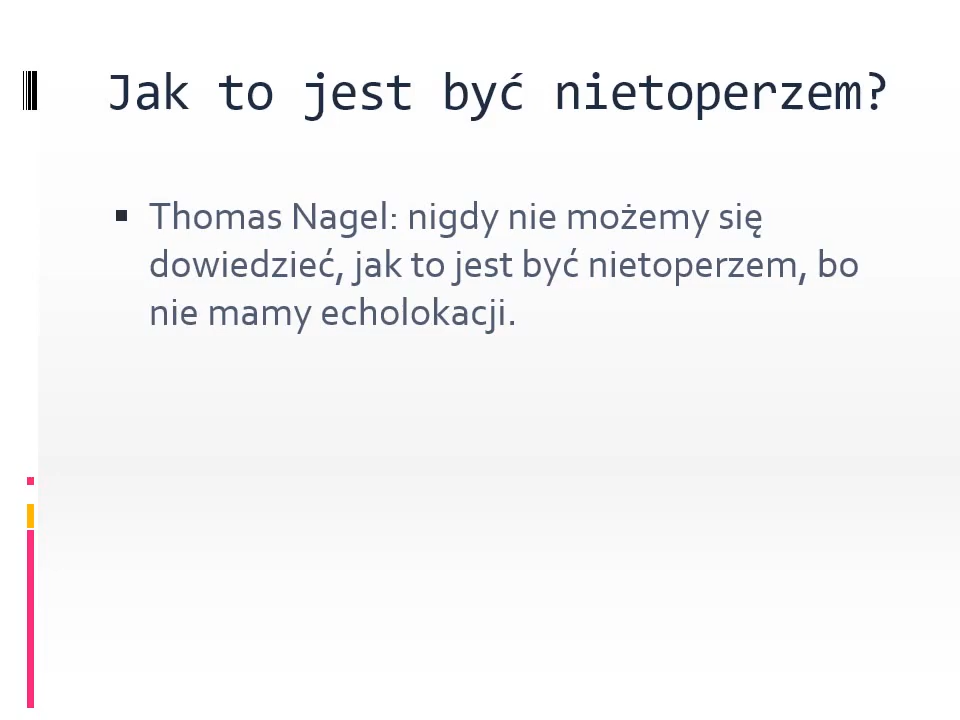 Jak to jest być nietoperzem?
Thomas Nagel: nigdy nie możemy się
dowiedzieć, jak to jest być nietoperzem, bo
nie mamy echolokacji.